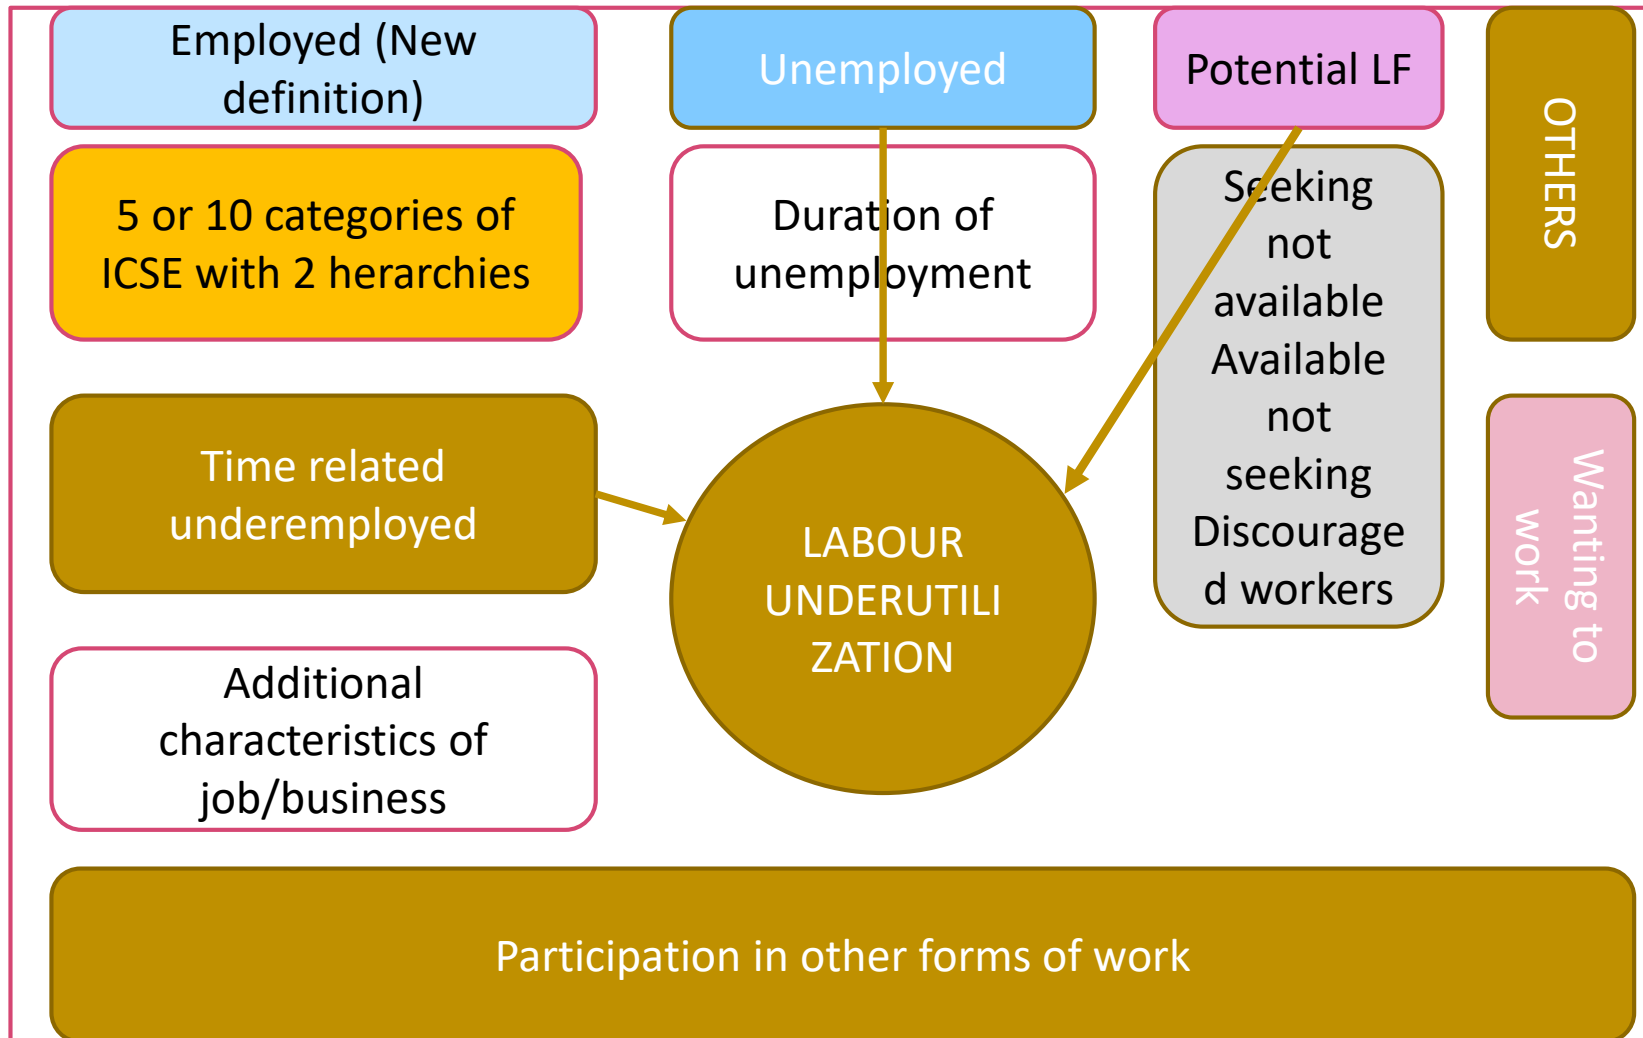 Employed (New
definition)
Unemployed
Potential LF
OTHERS
5 or 10 categories of
ICSE with 2 herarchies
Duration of
unemployment
Seeking
not
available
Available
not
seeking
Discourage
d workers
Wanting to
work
Time related
underemployed
LABOUR
UNDERUTILI
ZATION
Additional
characteristics of
job/business
Participation in other forms of work